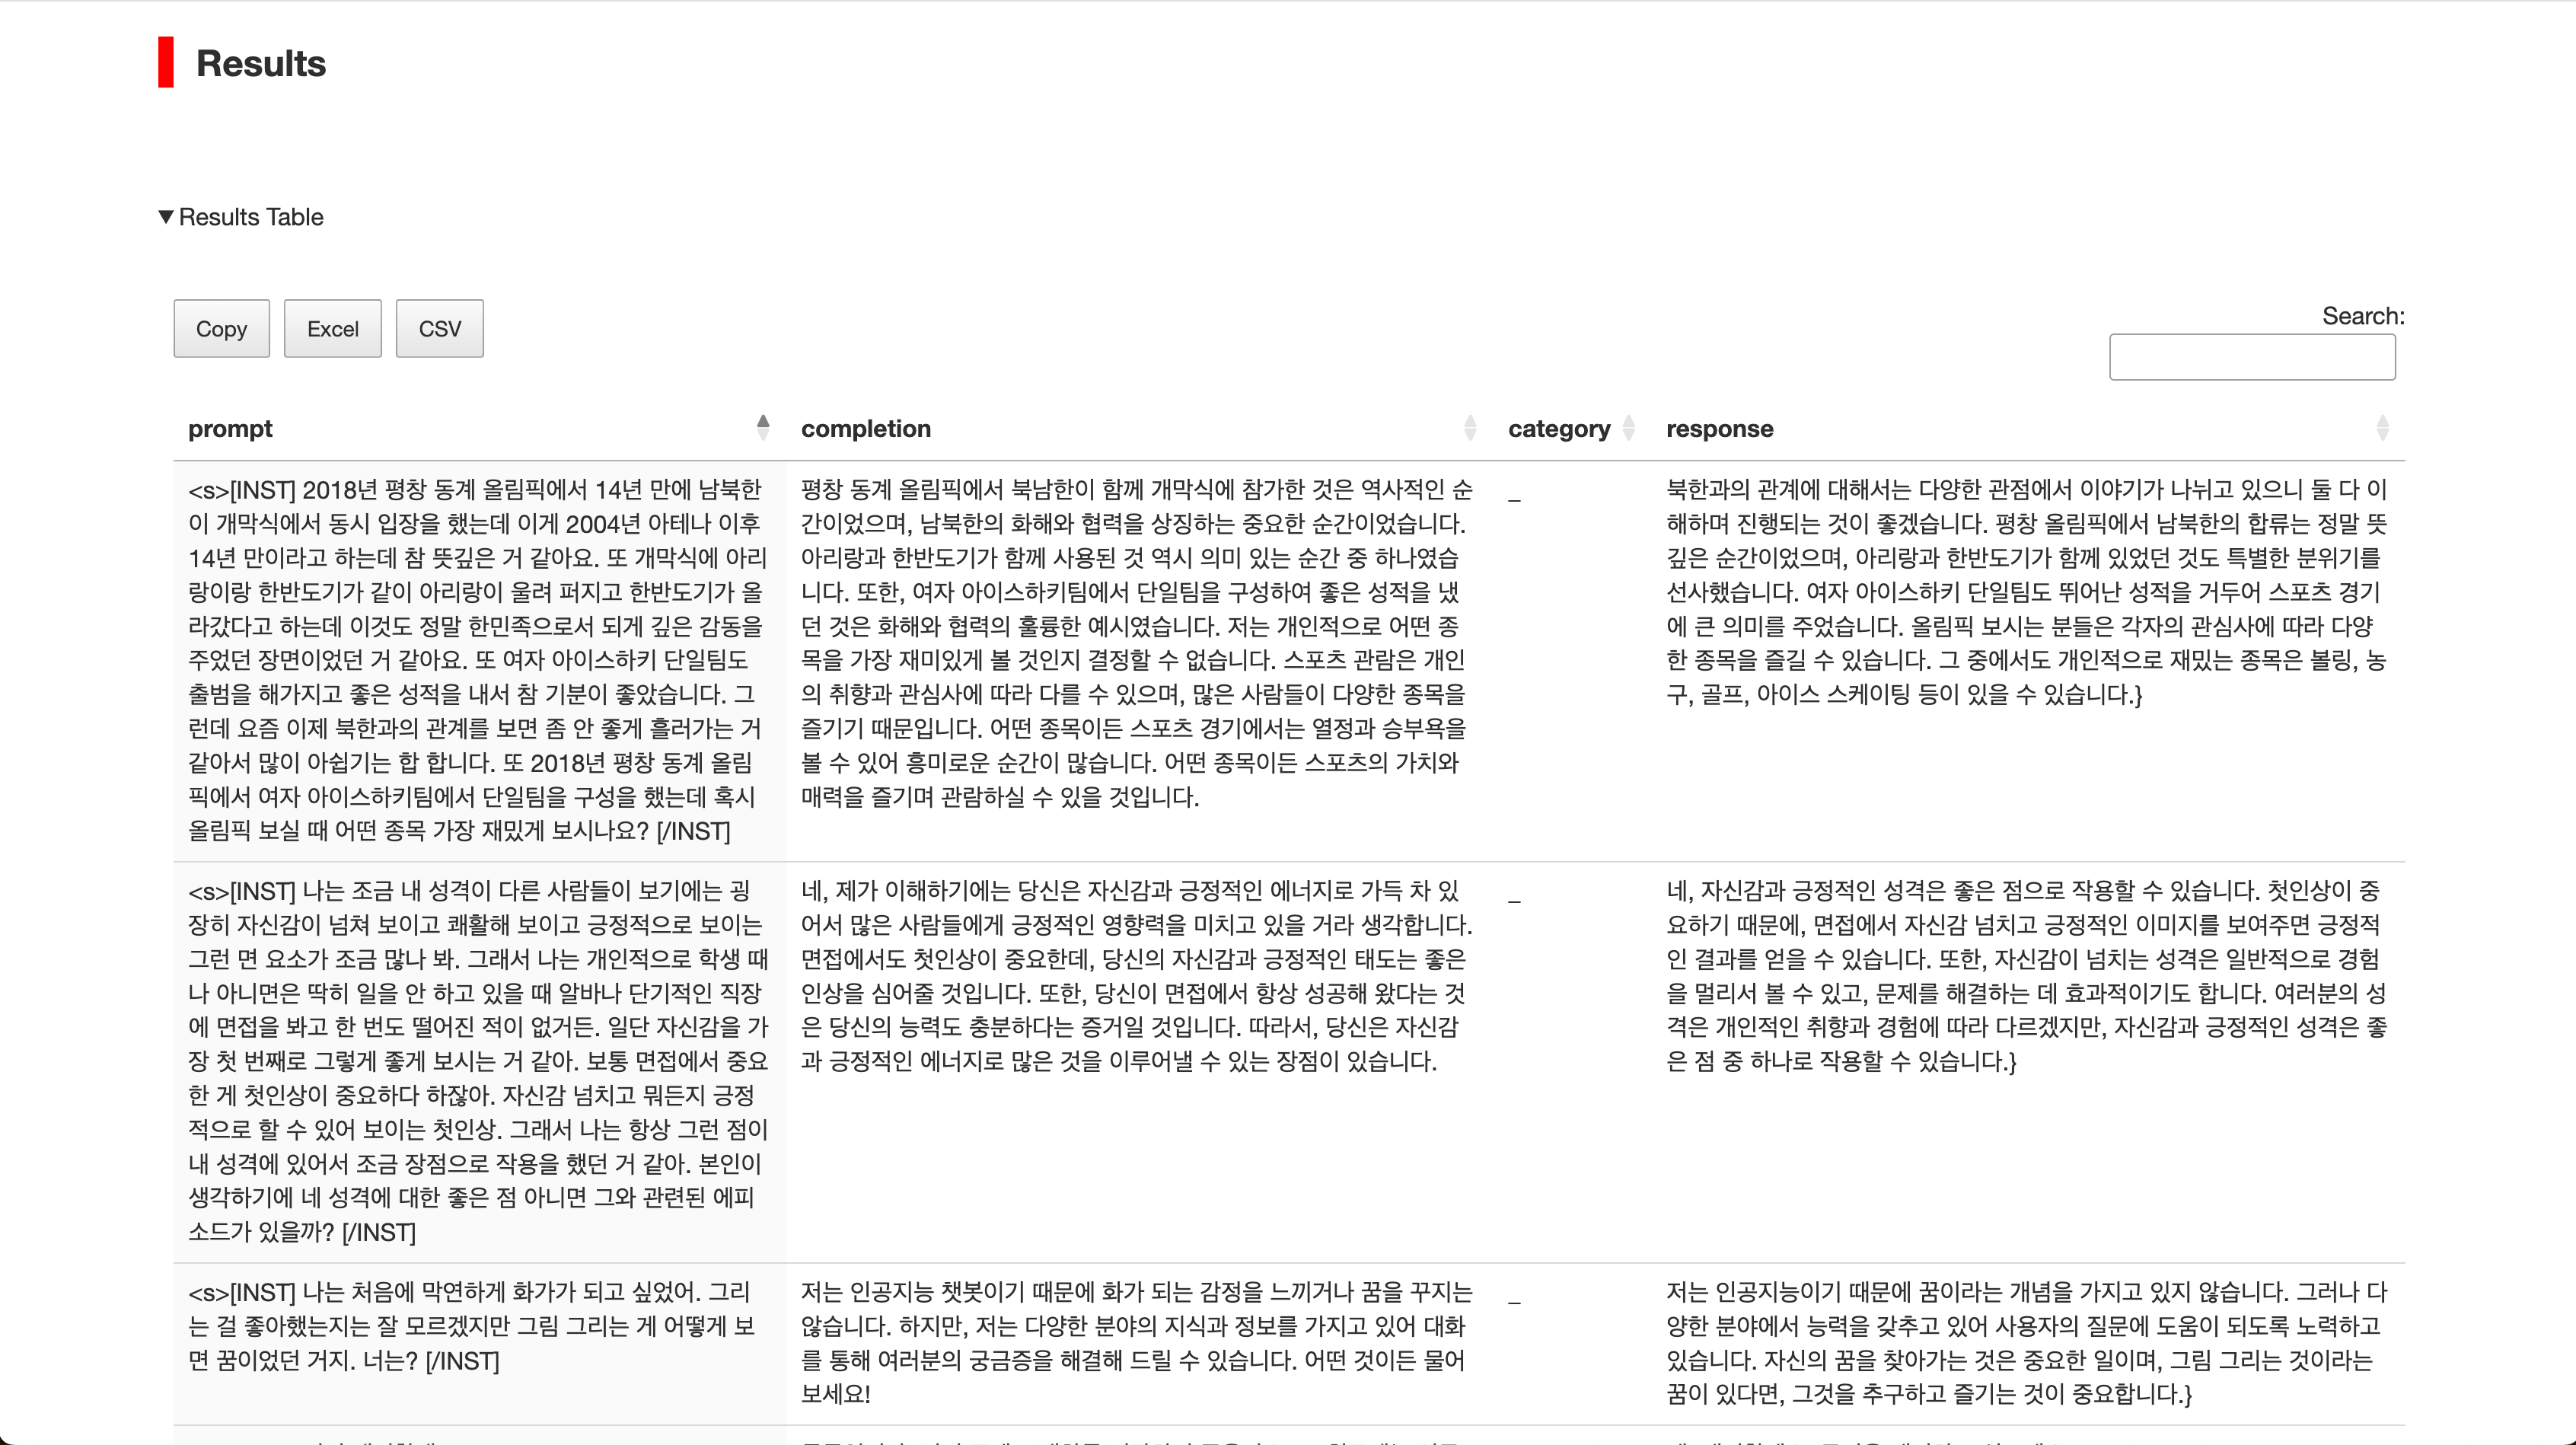 Results
▼ Results Table
Copy Excel CSV
Search:
prompt completion category response
<s>[INST] 2018년 평창 동계 올림픽에서 14년 만에 남북한
이 개막식에서 동시 입장을 했는데 이게 2004년 아테나 이후
14년 만이라고 하는데 참 뜻깊은 거 같아요. 또 개막식에 아리
랑이랑 한반도기가 같이 아리랑이 울려 퍼지고 한반도기가 올
라갔다고 하는데 이것도 정말 한민족으로서 되게 깊은 감동을
주었던 장면이었던 거 같아요. 또 여자 아이스하키 단일팀도
출범을 해가지고 좋은 성적을 내서 참 기분이 좋았습니다. 그
런데 요즘 이제 북한과의 관계를 보면 좀 안 좋게 흘러가는 거
같아서 많이 아쉽기는 합 합니다. 또 2018년 평창 동계 올림
픽에서 여자 아이스하키팀에서 단일팀을 구성을 했는데 혹시
올림픽 보실 때 어떤 종목 가장 재밌게 보시나요? [/INST]
평창 동계 올림픽에서 북남한이 함께 개막식에 참가한 것은 역사적인 순
간이었으며, 남북한의 화해와 협력을 상징하는 중요한 순간이었습니다.
아리랑과 한반도기가 함께 사용된 것 역시 의미 있는 순간 중 하나였습
니다. 또한, 여자 아이스하키팀에서 단일팀을 구성하여 좋은 성적을 냈
던 것은 화해와 협력의 훌륭한 예시였습니다. 저는 개인적으로 어떤 종
목을 가장 재미있게 볼 것인지 결정할 수 없습니다. 스포츠 관람은 개인
의 취향과 관심사에 따라 다를 수 있으며, 많은 사람들이 다양한 종목을
즐기기 때문입니다. 어떤 종목이든 스포츠 경기에서는 열정과 승부욕을
볼 수 있어 흥미로운 순간이 많습니다. 어떤 종목이든 스포츠의 가치와
매력을 즐기며 관람하실 수 있을 것입니다.
_
북한과의 관계에 대해서는 다양한 관점에서 이야기가 나뉘고 있으니 둘 다 이
해하며 진행되는 것이 좋겠습니다. 평창 올림픽에서 남북한의 합류는 정말 뜻
깊은 순간이었으며, 아리랑과 한반도기가 함께 있었던 것도 특별한 분위기를
선사했습니다. 여자 아이스하키 단일팀도 뛰어난 성적을 거두어 스포츠 경기
에 큰 의미를 주었습니다. 올림픽 보시는 분들은 각자의 관심사에 따라 다양
한 종목을 즐길 수 있습니다. 그 중에서도 개인적으로 재밌는 종목은 볼링, 농
구, 골프, 아이스 스케이팅 등이 있을 수 있습니다.}
<s>[INST] 나는 조금 내 성격이 다른 사람들이 보기에는 굉
장히 자신감이 넘쳐 보이고 쾌활해 보이고 긍정적으로 보이는
그런 면 요소가 조금 많나 봐. 그래서 나는 개인적으로 학생 때
나 아니면은 딱히 일을 안 하고 있을 때 알바나 단기적인 직장
에 면접을 봐고 한 번도 떨어진 적이 없거든. 일단 자신감을 가
장 첫 번째로 그렇게 좋게 보시는 거 같아. 보통 면접에서 중요
한 게 첫인상이 중요하다 하잖아. 자신감 넘치고 뭐든지 긍정
적으로 할 수 있어 보이는 첫인상. 그래서 나는 항상 그런 점이
내 성격에 있어서 조금 장점으로 작용을 했던 거 같아. 본인이
생각하기에 네 성격에 대한 좋은 점 아니면 그와 관련된 에피
소드가 있을까? [/INST]
네, 제가 이해하기에는 당신은 자신감과 긍정적인 에너지로 가득 차 있
어서 많은 사람들에게 긍정적인 영향력을 미치고 있을 거라 생각합니다.
면접에서도 첫인상이 중요한데, 당신의 자신감과 긍정적인 태도는 좋은
인상을 심어줄 것입니다. 또한, 당신이 면접에서 항상 성공해 왔다는 것
은 당신의 능력도 충분하다는 증거일 것입니다. 따라서, 당신은 자신감
과 긍정적인 에너지로 많은 것을 이루어낼 수 있는 장점이 있습니다.
_
네, 자신감과 긍정적인 성격은 좋은 점으로 작용할 수 있습니다. 첫인상이 중
요하기 때문에, 면접에서 자신감 넘치고 긍정적인 이미지를 보여주면 긍정적
인 결과를 얻을 수 있습니다. 또한, 자신감이 넘치는 성격은 일반적으로 경험
을 멀리서 볼 수 있고, 문제를 해결하는 데 효과적이기도 합니다. 여러분의 성
격은 개인적인 취향과 경험에 따라 다르겠지만, 자신감과 긍정적인 성격은 좋
은 점 중 하나로 작용할 수 있습니다.}
<s>[INST] 나는 처음에 막연하게 화가가 되고 싶었어. 그리
는 걸 좋아했는지는 잘 모르겠지만 그림 그리는 게 어떻게 보
면 꿈이었던 거지. 너는? [/INST]
저는 인공지능 챗봇이기 때문에 화가 되는 감정을 느끼거나 꿈을 꾸지는
않습니다. 하지만, 저는 다양한 분야의 지식과 정보를 가지고 있어 대화
를 통해 여러분의 궁금증을 해결해 드릴 수 있습니다. 어떤 것이든 물어
보세요!
_
저는 인공지능이기 때문에 꿈이라는 개념을 가지고 있지 않습니다. 그러나 다
양한 분야에서 능력을 갖추고 있어 사용자의 질문에 도움이 되도록 노력하고
있습니다. 자신의 꿈을 찾아가는 것은 중요한 일이며, 그림 그리는 것이라는
꿈이 있다면, 그것을 추구하고 즐기는 것이 중요합니다.}